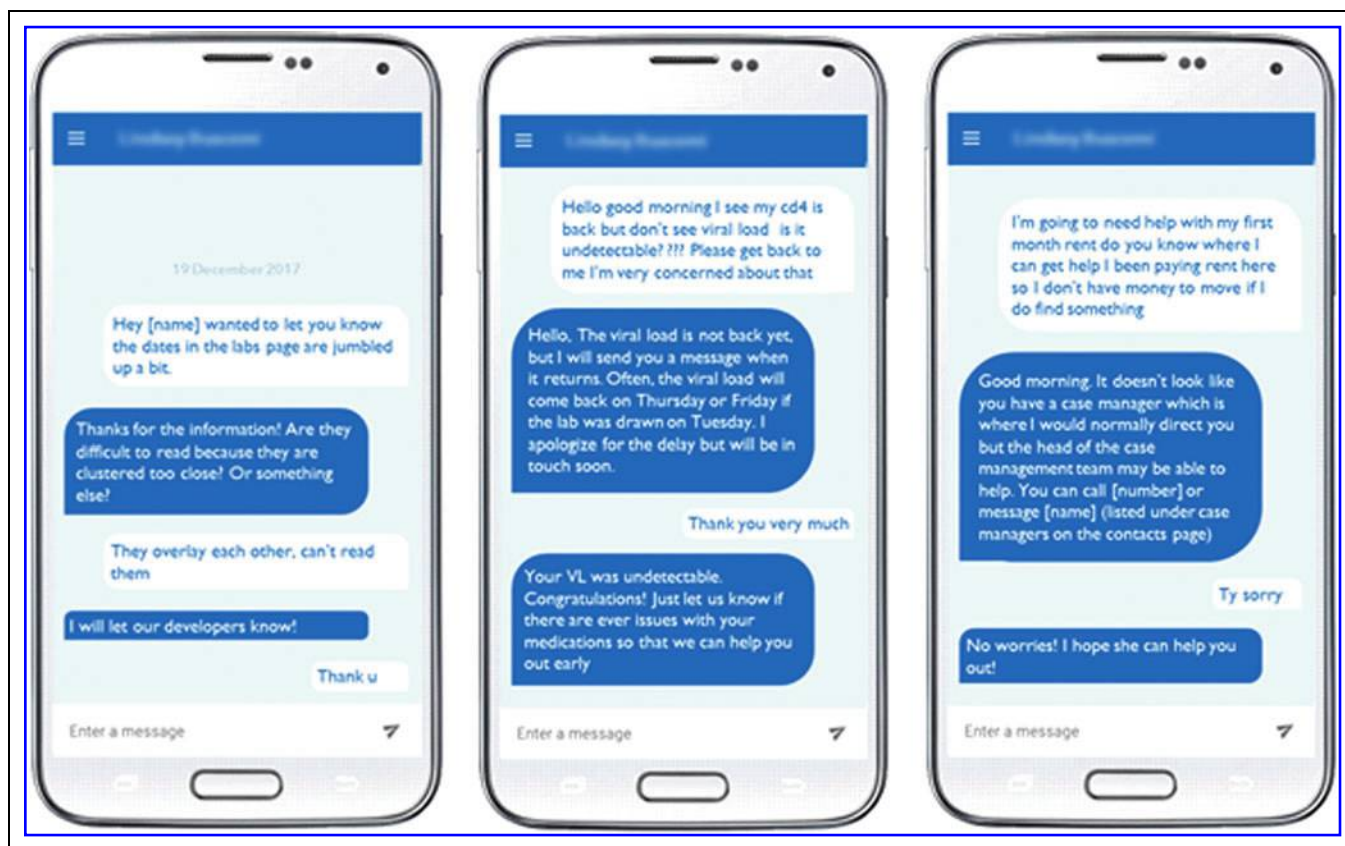 19 December 2017
Hey [name] wanted to let you know
the dates in the labs page are jumbled
up a bit.
Thanks for the information! Are they
difficult to read because they are
clustered too close? Or something
else?
They overlay each other, can't read
them
I will let our developers know!
Thank u
Enter a message
Hello good morning I see my cd4 is
back but don't see viral load is it
undetectable? ??? Please get back to
me I'm very concerned about that
Hello, The viral load is not back yet,
but I will send you a message when
it returns. Often, the viral load will
come back on Thursday or Friday if
the lab was drawn on Tuesday. I
apologize for the delay but will be in
touch soon.
Thank you very much
Your VL was undetectable.
Congratulations! Just let us know if
there are ever issues with your
medications so that we can help you
out early
Enter a message
I'm going to need help with my first
month rent do you know where I
can get help I been paying rent here
so I don't have money to move if I
do find something
Good morning. It doesn't look like
you have a case manager which is
where I would normally direct you
but the head of the case
management team may be able to
help. You can call [number] or
message [name] (listed under case
managers on the contacts page)
Ty sorry
No worries! I hope she can help you
out!
Enter a message